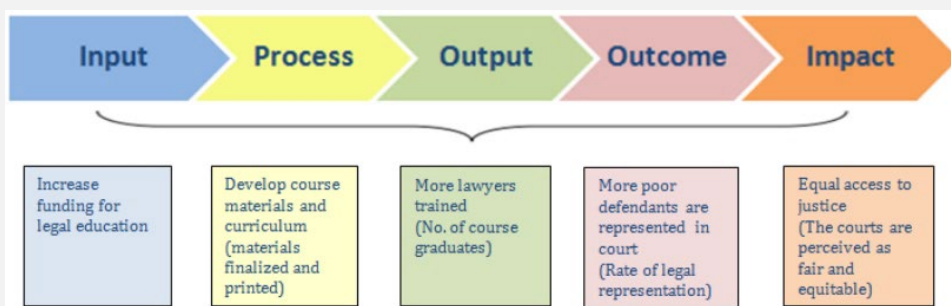 Input
Process
Output
Outcome
Impact
Increase
funding for
legal education
Develop course
materials and
curriculum
(materials
finalized and
printed)
More lawyers
trained
(No. of course
graduates)
More poor
defendants are
represented in
court
(Rate of legal
representation)
Equal access to
justice
(The courts are
perceived as
fair and
equitable)